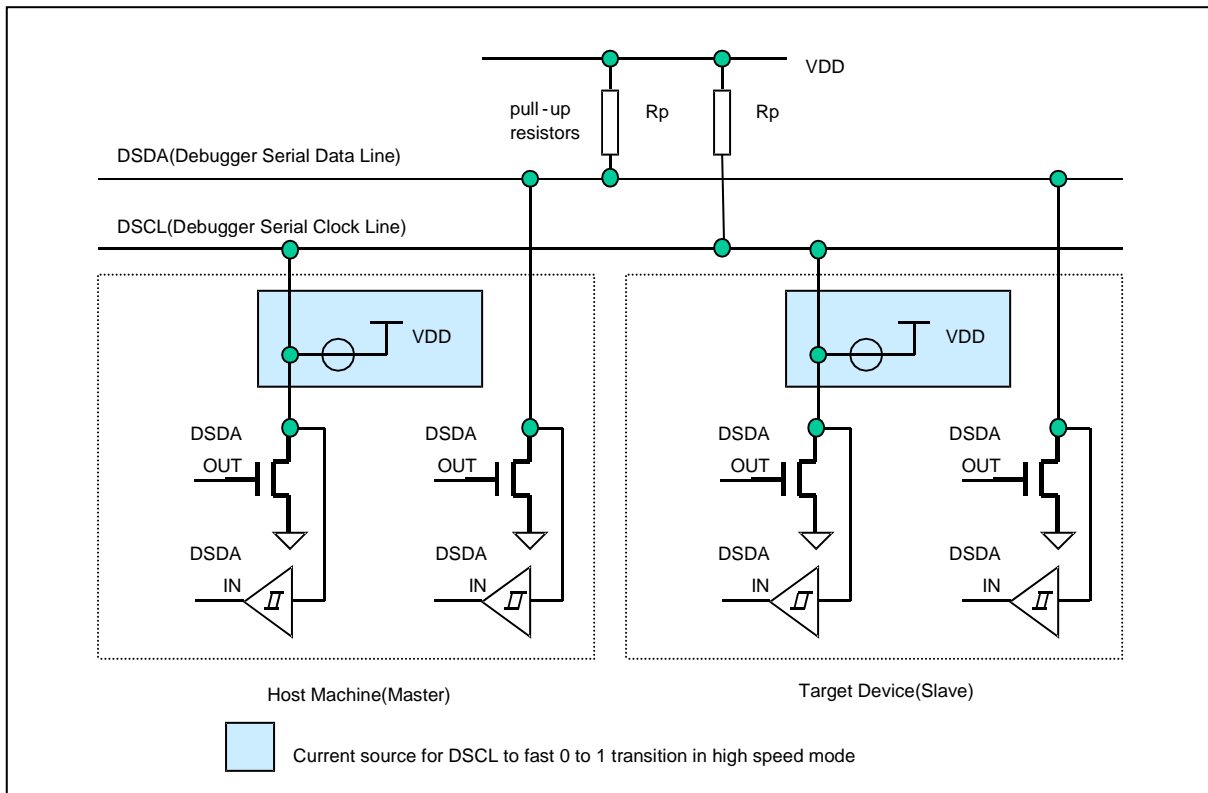 VDD
pull-up
resistors
Rp
Rp
DSDA(Debugger Serial Data Line)
DSCL(Debugger Serial Clock Line)
VDD
VDD
DSDA
OUT
DSDA
OUT
DSDA
OUT
DSDA
OUT
DSDA
IN
DSDA
IN
DSDA
IN
DSDA
IN
Host Machine(Master)
Target Device(Slave)
Current source for DSCL to fast 0 to 1 transition in high speed mode